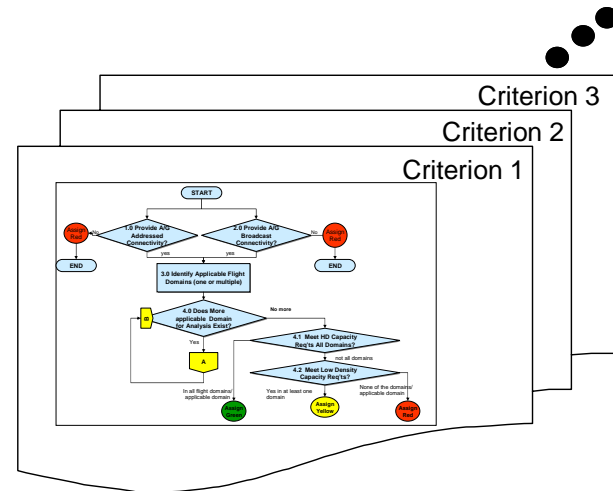 Criterion 3
Criterion 2
Criterion 1
START
Assign
Red
No
1.0 Provide A/G
Addressed
Connectivity?
2.0 Provide A/G
Broadcast
Connectivity?
No
Assign
Red
END
yes
yes
END
3.0 Identify Applicable Flight
Domains (one or multiple)
B
4.0 Does More
applicable Domain
for Analysis Exist?
No more
Yes
A
4.1 Meet HD Capacity
Req'ts All Domains?
not all domains
4.2 Meet Low Density
Capacity Req'ts?
In all flight domains/
applicable domain
Yes in at least one
domain
None of the domains/
applicable domain
Assign
Green
Assign
Yellow
Assign
Red